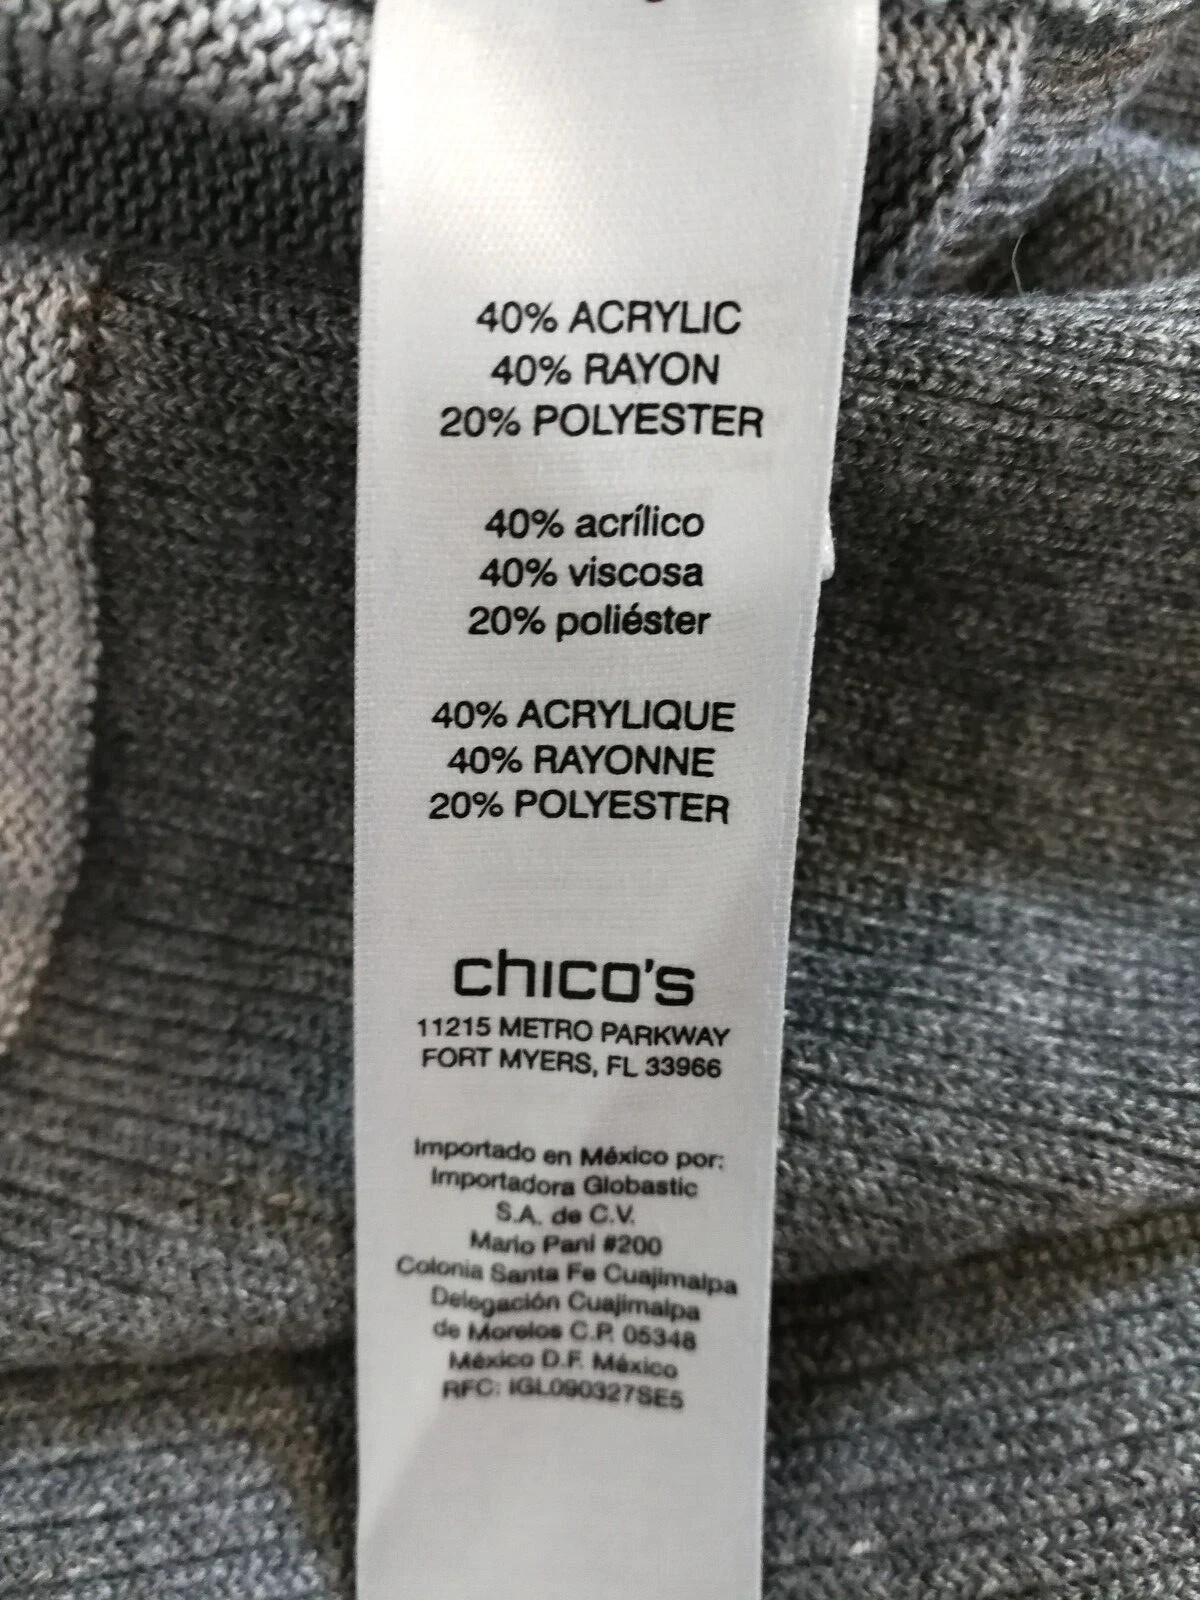 40% ACRYLIC
40% RAYON
20% POLYESTER
40% acrílico
40% viscosa
20% poliéster
40% ACRYLIQUE
40% RAYONNE
20% POLYESTER
chico's
11215 METRO PARKWAY
FORT MYERS, FL 33966
Importado en México por:
Importadora Globastic
S.A. de C.V.
Mario Pani #200
Colonia Santa Fe Cuajimalpa
Delegación Cuajimalpa
de Morelos C.P. 05348
México D.F. México
RFC: IGL090327SE5